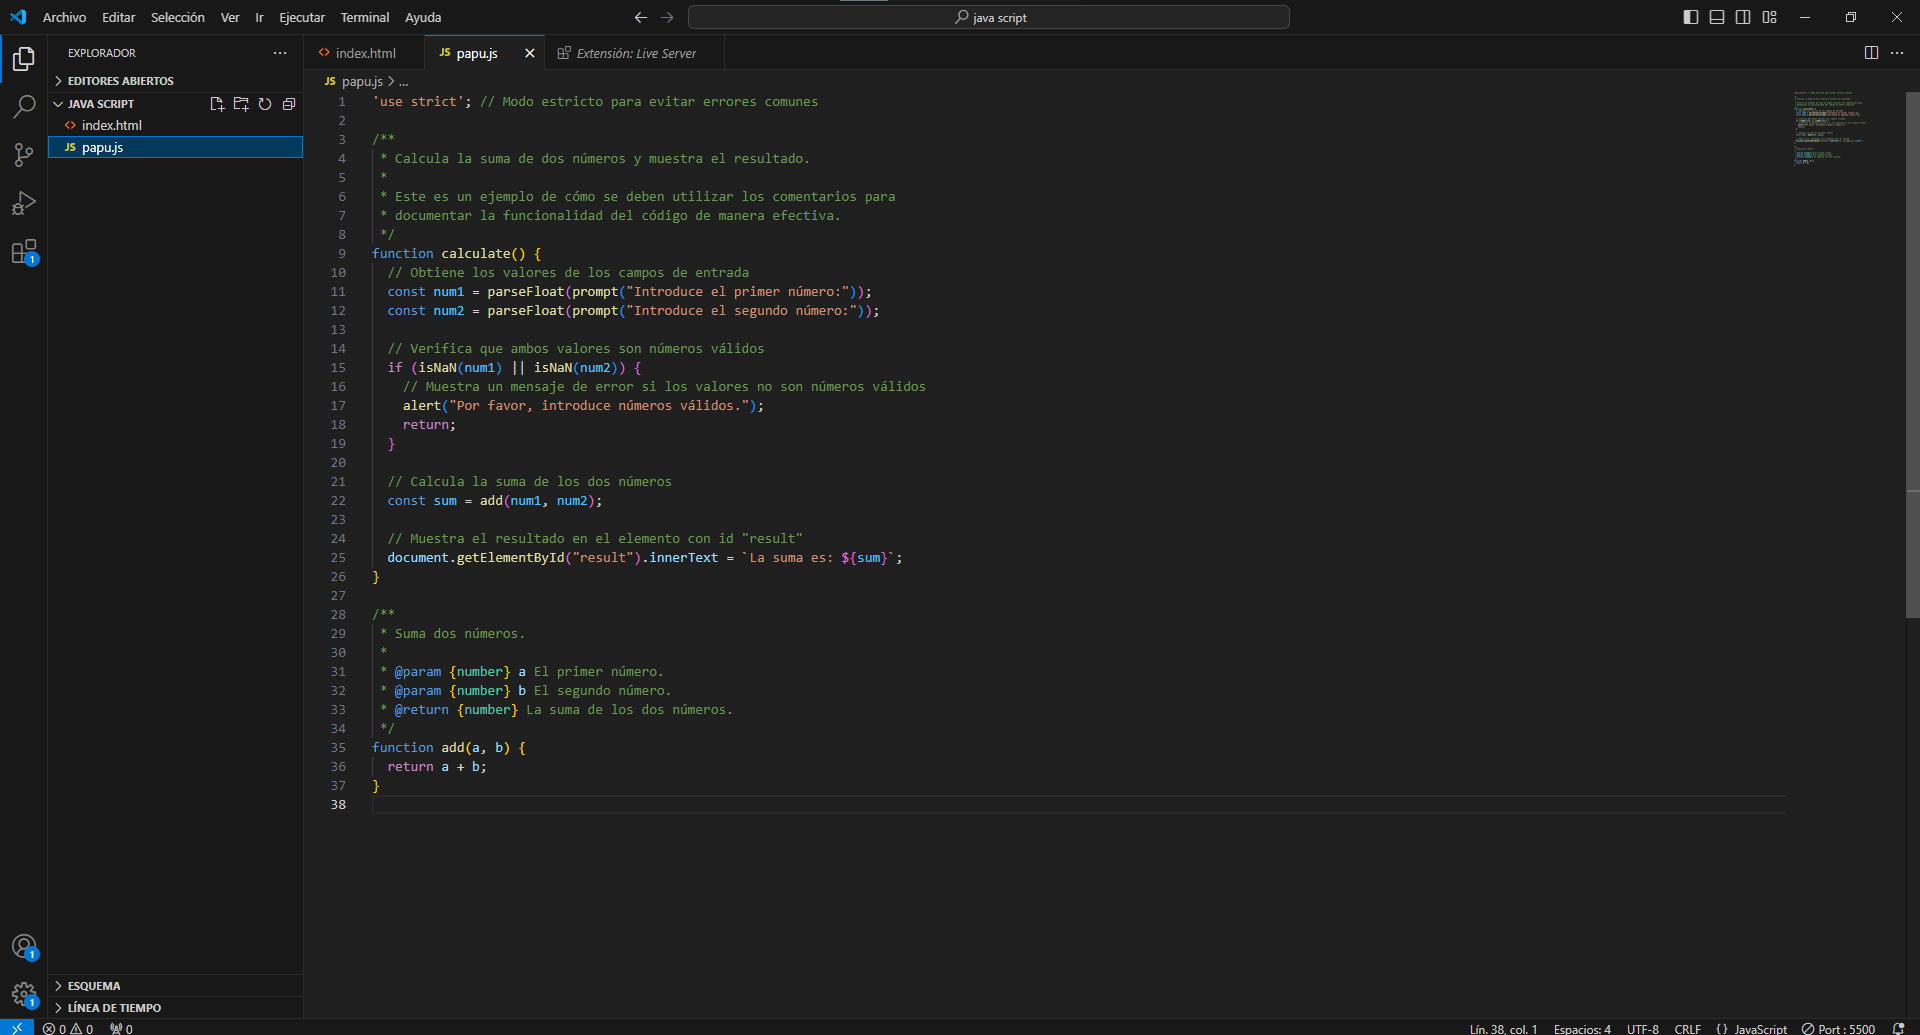 Archivo Editar Selección Ver Ir Ejecutar Terminal Ayuda
java script
EXPLORADOR
EDITORES ABIERTOS
JAVA SCRIPT
index.html
JS papu.js
index.html
JS papu.js
Extensión: Live Server
JS papu.js > ...
1 'use strict'; // Modo estricto para evitar errores comunes
2
3 /**
4 * Calcula la suma de dos números y muestra el resultado.
5 *
6 * Este es un ejemplo de cómo se deben utilizar los comentarios para
7 * documentar la funcionalidad del código de manera efectiva.
8 */
9 function calculate() {
10 // Obtiene los valores de los campos de entrada
11 const num1 = parseFloat(prompt("Introduce el primer número:"));
12 const num2 = parseFloat(prompt("Introduce el segundo número:"));
13
14 // Verifica que ambos valores son números válidos
15 if (isNaN(num1) || isNaN(num2)) {
16 // Muestra un mensaje de error si los valores no son números válidos
17 alert("Por favor, introduce números válidos.");
18 return;
19 }
20
21 // Calcula la suma de los dos números
22 const sum = add(num1, num2);
23
24 // Muestra el resultado en el elemento con id "result"
25 document.getElementById("result").innerText = `La suma es: ${sum}`;
26 }
27
28 /**
29 * Suma dos números.
30 *
31 * @param {number} a El primer número.
32 * @param {number} b El segundo número.
33 * @return {number} La suma de los dos números.
34 */
35 function add(a, b) {
36 return a + b;
37 }
38
1
1
1
ESQUEMA
LÍNEA DE TIEMPO
0 0 0
Lín. 38, col. 1 Espacios: 4 UTF-8 CRLF {} JavaScript Port : 5500